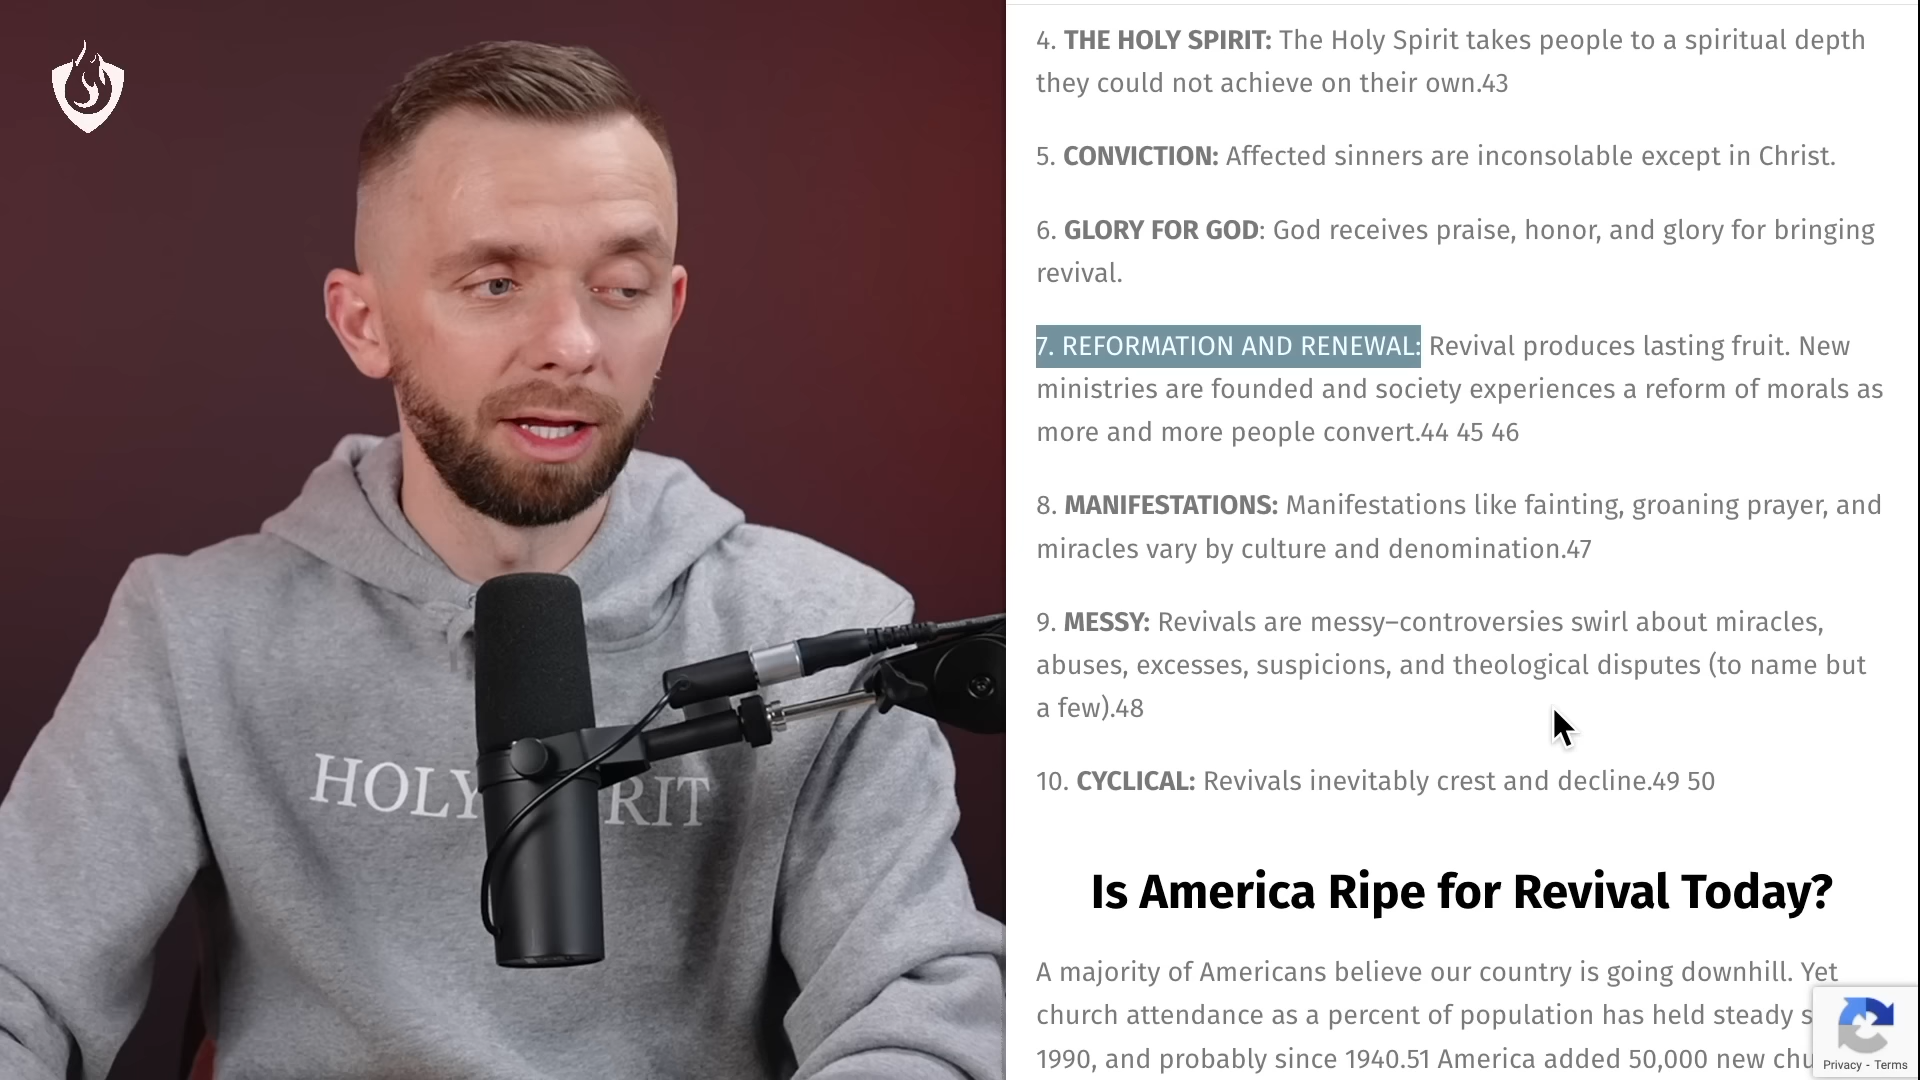 4. THE HOLY SPIRIT: The Holy Spirit takes people to a spiritual depth
they could not achieve on their own.43
5. CONVICTION: Affected sinners are inconsolable except in Christ.
6. GLORY FOR GOD: God receives praise, honor, and glory for bringing
revival.
7. REFORMATION AND RENEWAL: Revival produces lasting fruit. New
ministries are founded and society experiences a reform of morals as
more and more people convert.44 45 46
8. MANIFESTATIONS: Manifestations like fainting, groaning prayer, and
miracles vary by culture and denomination.47
9. MESSY: Revivals are messy–controversies swirl about miracles,
abuses, excesses, suspicions, and theological disputes (to name but
a few).48
10. CYCLICAL: Revivals inevitably crest and decline.49 50
Is America Ripe for Revival Today?
A majority of Americans believe our country is going downhill. Yet
church attendance as a percent of population has held steady
1990, and probably since 1940.51 America added 50,000 new
Privacy - Terms
HOLY